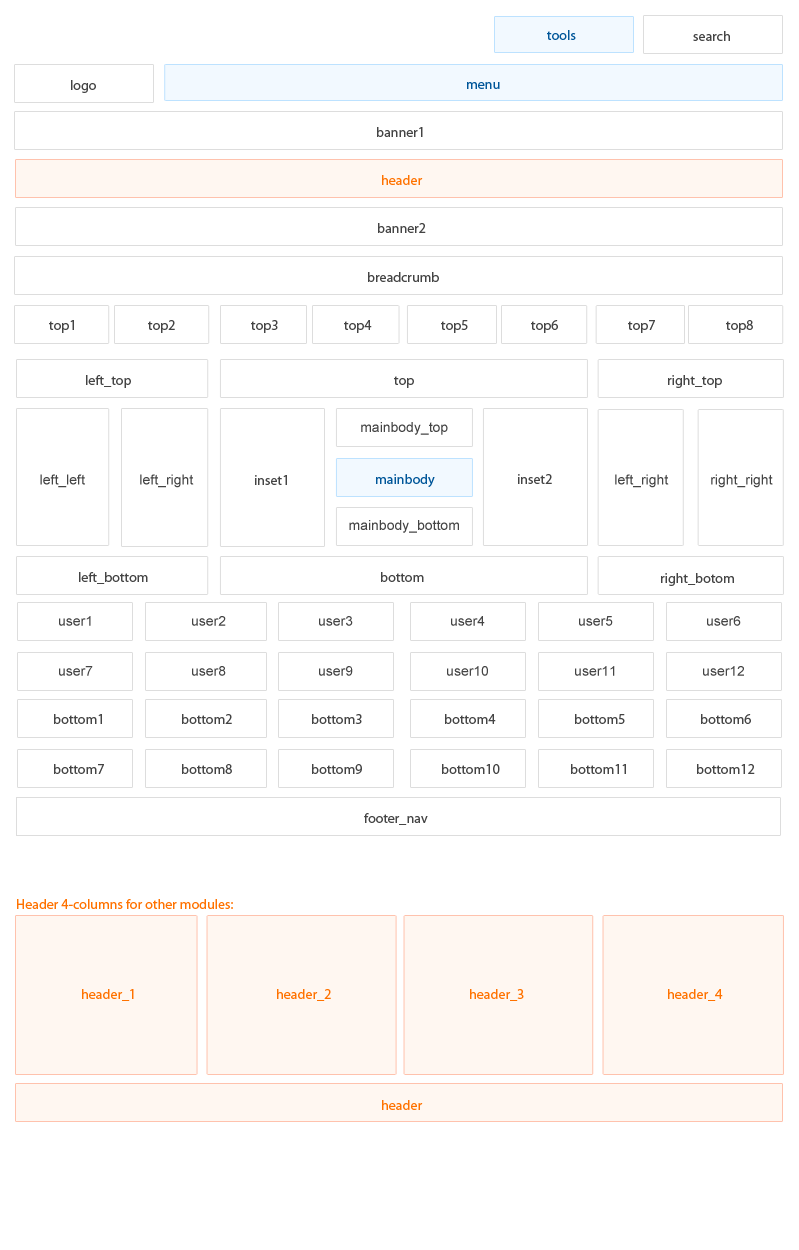 tools
search
logo
menu
banner1
header
banner2
breadcrumb
top1
top2
top3
top4
top5
top6
top7
top8
left_top
top
right_top
left_left
left_right
inset1
mainbody_top
mainbody
mainbody_bottom
inset2
left_right
right_right
left_bottom
bottom
right_botom
user1
user2
user3
user4
user5
user6
user7
user8
user9
user10
user11
user12
bottom1
bottom2
bottom3
bottom4
bottom5
bottom6
bottom7
bottom8
bottom9
bottom10
bottom11
bottom12
footer_nav
Header 4-columns for other modules:
header_1
header_2
header_3
header_4
header